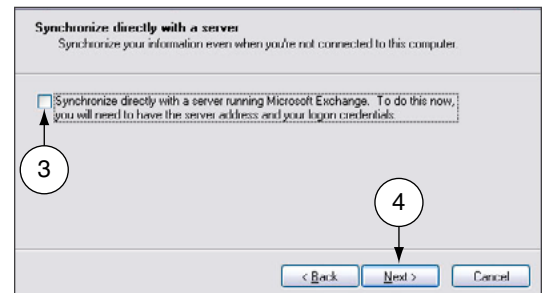 Synchronize directly with a server
Synchronize your information even when you're not connected to this computer.
Synchronize directly with a server running Microsoft Exchange. To do this now,
you will need to have the server address and your logon credentials.
3
4
< Back
Next >
Cancel